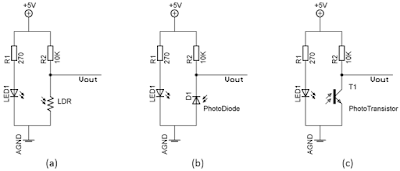 +5V
R1
270
R2
10K
Vout
LED1
LDR
AGND
(a)
+5V
R1
270
R2
10K
Vout
LED1
D1
PhotoDiode
AGND
(b)
+5V
R1
270
R2
10K
Vout
LED1
T1
PhotoTransistor
AGND
(c)